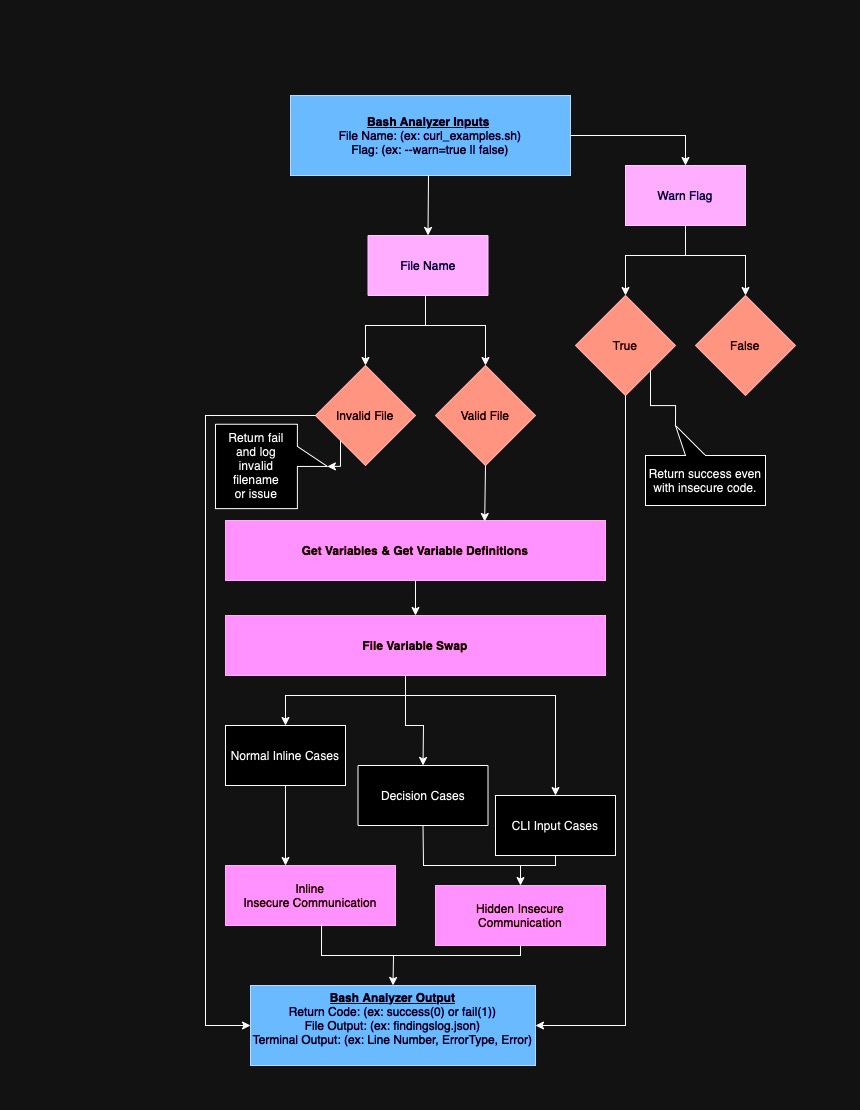 Bash Analyzer Inputs
File Name: (ex: curl_examples.sh)
Flag: (ex: --warn=true || false)
Warn Flag
File Name
True
False
Invalid File
Valid File
Return fail
and log
invalid
filename
or issue
Return success even
with insecure code.
Get Variables & Get Variable Definitions
File Variable Swap
Normal Inline Cases
Decision Cases
CLI Input Cases
Inline
Insecure Communication
Hidden Insecure
Communication
Bash Analyzer Output
Return Code: (ex: success(0) or fail(1))
File Output: (ex: findingslog.json)
Terminal Output: (ex: Line Number, ErrorType, Error)